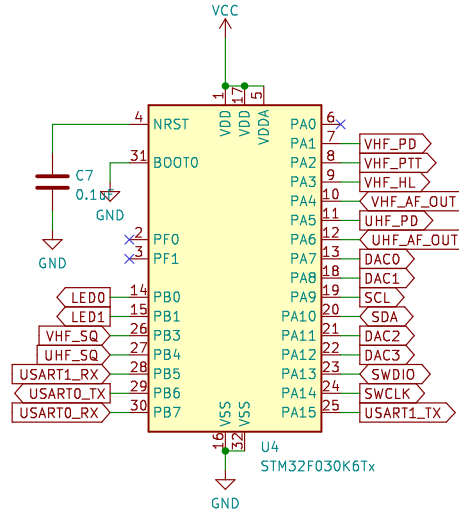 VCC
1 17 5
VDD VDD VDDA
4 NRST PA0 6
PA1 7 VHF_PD
31 BOOT0 PA2 8 VHF_PTT
C7 PA3 9 VHF_HL
0.1uF PA4 10 VHF_AF_OUT
GND PA5 11 UHF_PD
2 PF0 PA6 12 UHF_AF_OUT
3 PF1 PA7 13 DAC0
GND PA8 18 DAC1
LED0 14 PB0 PA9 19 SCL
LED1 15 PB1 PA10 20 SDA
VHF_SQ 26 PB3 PA11 21 DAC2
UHF_SQ 27 PB4 PA12 22 DAC3
USART1_RX 28 PB5 PA13 23 SWDIO
USART0_TX 29 PB6 PA14 24 SWCLK
USART0_RX 30 PB7 PA15 25 USART1_TX
VSS VSS
16 32
U4
STM32F030K6Tx
GND